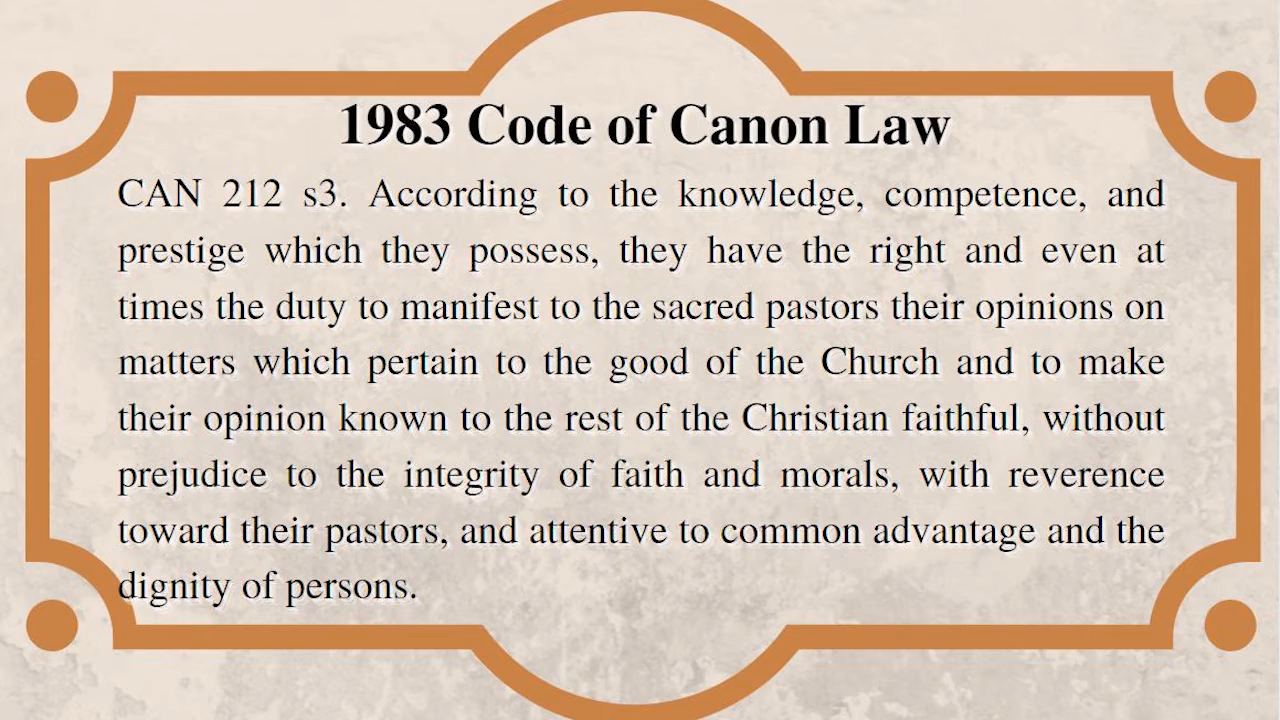 1983 Code of Canon Law
CAN 212 s3. According to the knowledge, competence, and
prestige which they possess, they have the right and even at
times the duty to manifest to the sacred pastors their opinions on
matters which pertain to the good of the Church and to make
their opinion known to the rest of the Christian faithful, without
prejudice to the integrity of faith and morals, with reverence
toward their pastors, and attentive to common advantage and the
dignity of persons.